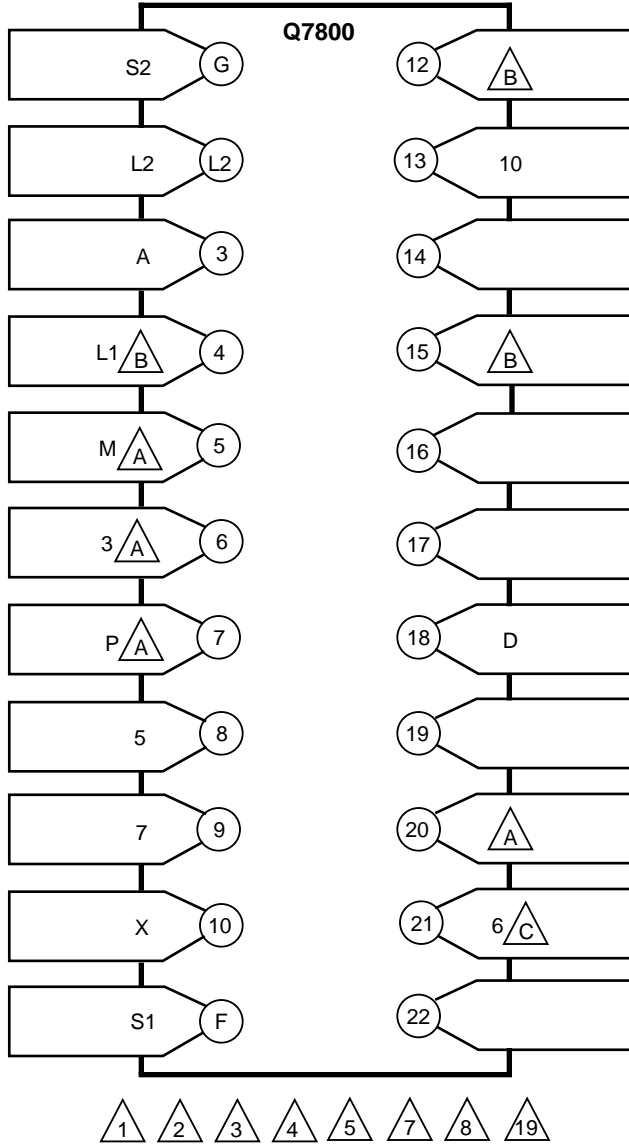 Q7800
S2 G 12 B
L2 L2 13 10
A 3 14
L1 B 4 15 B
M A 5 16
3 A 6 17
P A 7 18 D
5 8 19
7 9 20 A
X 10 21 6 C
S1 F 22
1 2 3 4 5 7 8 19